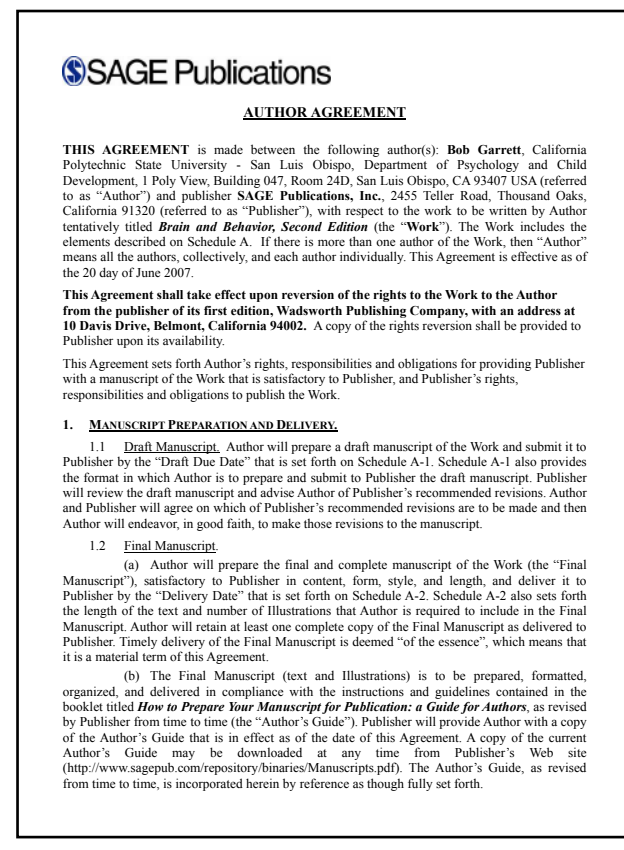 SAGE Publications
AUTHOR AGREEMENT
THIS AGREEMENT is made between the following author(s): Bob Garrett, California
Polytechnic State University - San Luis Obispo, Department of Psychology and Child
Development, 1 Poly View, Building 047, Room 24D, San Luis Obispo, CA 93407 USA (referred
to as “Author”) and publisher SAGE Publications, Inc., 2455 Teller Road, Thousand Oaks,
California 91320 (referred to as “Publisher”), with respect to the work to be written by Author
tentatively titled Brain and Behavior, Second Edition (the “Work”). The Work includes the
elements described on Schedule A. If there is more than one author of the Work, then “Author”
means all the authors, collectively, and each author individually. This Agreement is effective as of
the 20 day of June 2007.
This Agreement shall take effect upon reversion of the rights to the Work to the Author
from the publisher of its first edition, Wadsworth Publishing Company, with an address at
10 Davis Drive, Belmont, California 94002. A copy of the rights reversion shall be provided to
Publisher upon its availability.
This Agreement sets forth Author’s rights, responsibilities and obligations for providing Publisher
with a manuscript of the Work that is satisfactory to Publisher, and Publisher’s rights,
responsibilities and obligations to publish the Work.
1. MANUSCRIPT PREPARATION AND DELIVERY.
1.1 Draft Manuscript. Author will prepare a draft manuscript of the Work and submit it to
Publisher by the “Draft Due Date” that is set forth on Schedule A-1. Schedule A-1 also provides
the format in which Author is to prepare and submit to Publisher the draft manuscript. Publisher
will review the draft manuscript and advise Author of Publisher’s recommended revisions. Author
and Publisher will agree on which of Publisher’s recommended revisions are to be made and then
Author will endeavor, in good faith, to make those revisions to the manuscript.
1.2 Final Manuscript.
(a) Author will prepare the final and complete manuscript of the Work (the “Final
Manuscript”), satisfactory to Publisher in content, form, style, and length, and deliver it to
Publisher by the “Delivery Date” that is set forth on Schedule A-2. Schedule A-2 also sets forth
the length of the text and number of Illustrations that Author is required to include in the Final
Manuscript. Author will retain at least one complete copy of the Final Manuscript as delivered to
Publisher. Timely delivery of the Final Manuscript is deemed “of the essence”, which means that
it is a material term of this Agreement.
(b) The Final Manuscript (text and Illustrations) is to be prepared, formatted,
organized, and delivered in compliance with the instructions and guidelines contained in the
booklet titled How to Prepare Your Manuscript for Publication: a Guide for Authors, as revised
by Publisher from time to time (the “Author’s Guide”). Publisher will provide Author with a copy
of the Author’s Guide that is in effect as of the date of this Agreement. A copy of the current
Author’s Guide may be downloaded at any time from Publisher’s Web site
(http://www.sagepub.com/repository/binaries/Manuscripts.pdf). The Author’s Guide, as revised
from time to time, is incorporated herein by reference as though fully set forth.